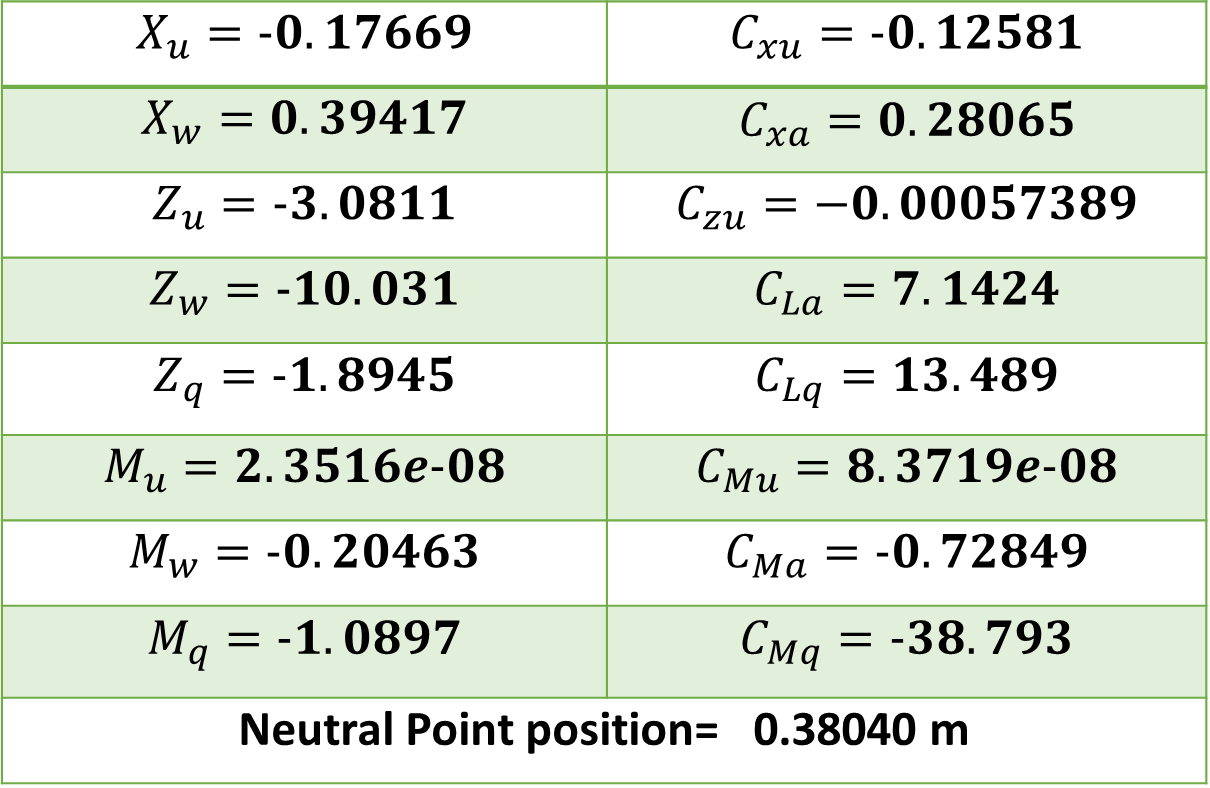 X_u = -0.17669 C_xu = -0.12581
X_w = 0.39417 C_xa = 0.28065
Z_u = -3.0811 C_zu = −0.00057389
Z_w = -10.031 C_La = 7.1424
Z_q = -1.8945 C_Lq = 13.489
M_u = 2.3516e-08 C_Mu = 8.3719e-08
M_w = -0.20463 C_Ma = -0.72849
M_q = -1.0897 C_Mq = -38.793
Neutral Point position= 0.38040 m